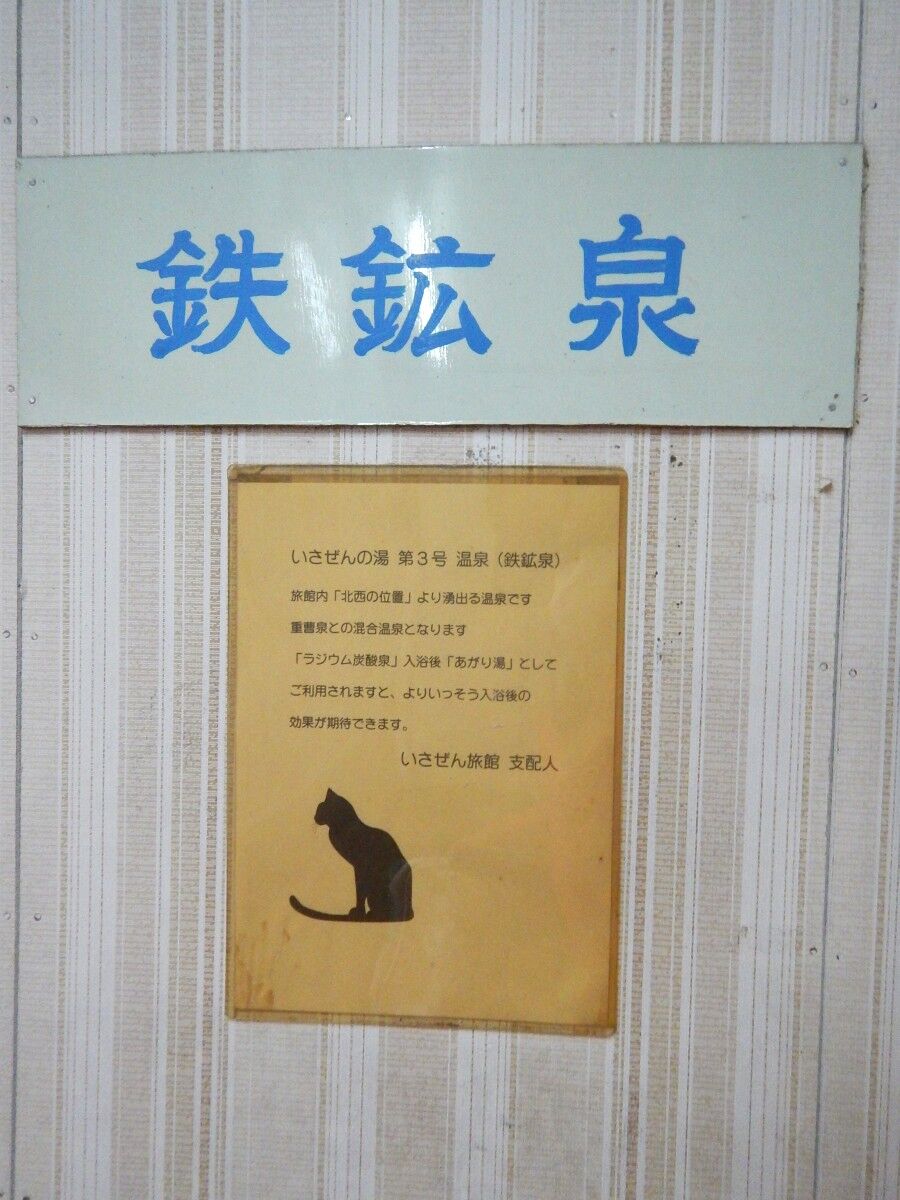 鉄鉱泉
いさぜんの湯 第3号 温泉（鉄鉱泉）
旅館内「北西の位置」より湧出る温泉です
重曹泉との混合温泉となります
「ラジウム炭酸泉」入浴後「あがり湯」として
ご利用されますと、よりいっそう入浴後の
効果が期待できます。
いさぜん旅館 支配人